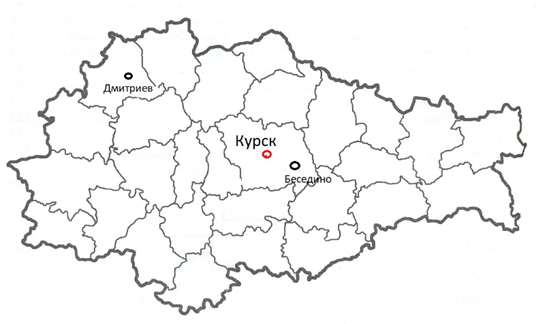 Дмитриев
Курск
Беседино